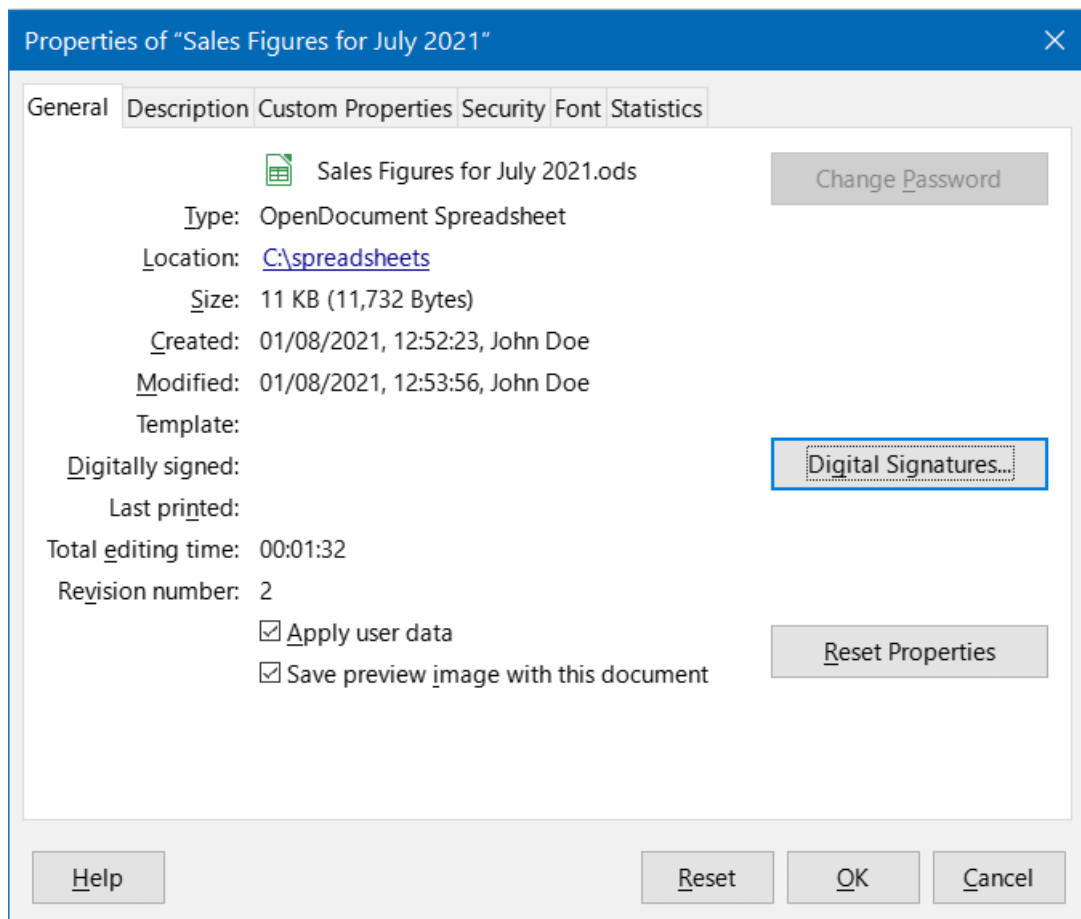 Properties of “Sales Figures for July 2021”
General Description Custom Properties Security Font Statistics
Sales Figures for July 2021.ods
Change Password
Type: OpenDocument Spreadsheet
Location: C:\spreadsheets
Size: 11 KB (11,732 Bytes)
Created: 01/08/2021, 12:52:23, John Doe
Modified: 01/08/2021, 12:53:56, John Doe
Template:
Digitally signed:
Digital Signatures...
Last printed:
Total editing time: 00:01:32
Revision number: 2
Apply user data
Reset Properties
Save preview image with this document
Help Reset OK Cancel